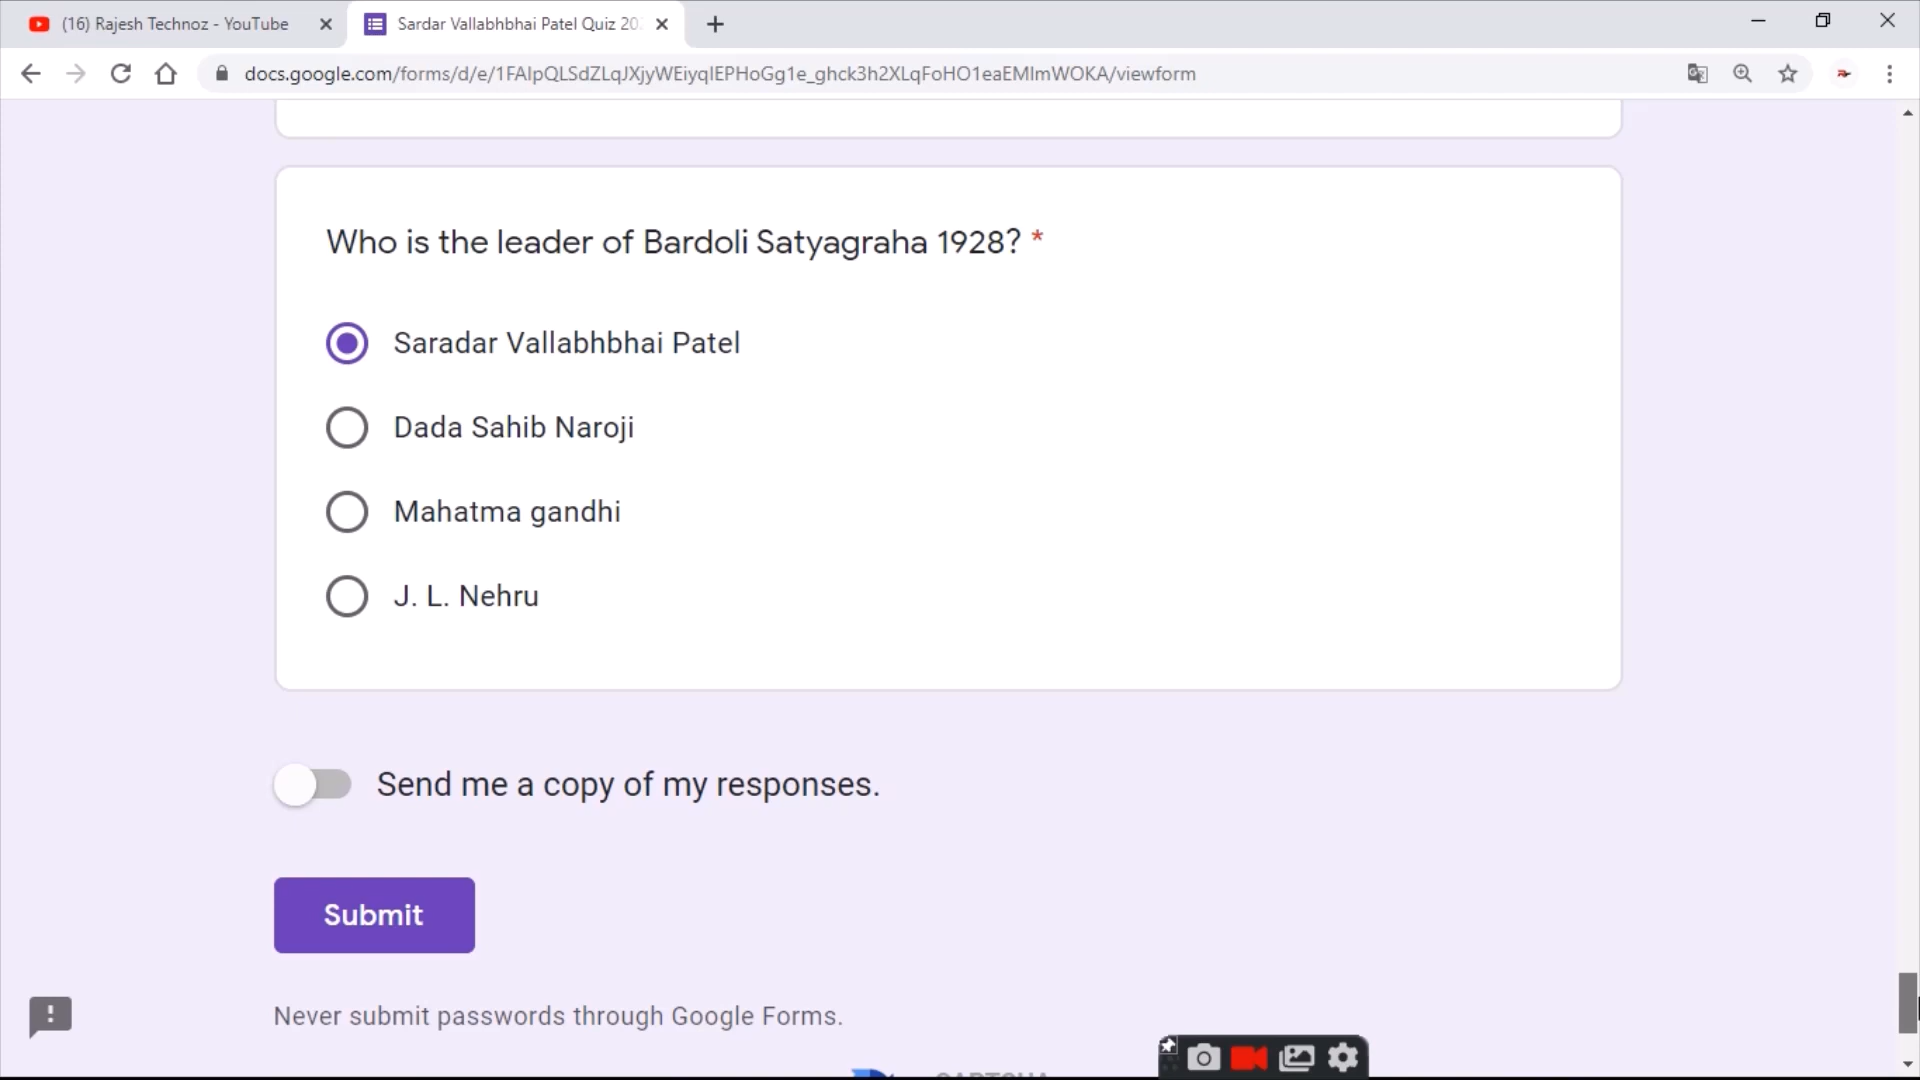 (16) Rajesh Technoz - YouTube
Sardar Vallabhbhai Patel Quiz 20
docs.google.com/forms/d/e/1FAIpQLSdZLqJXjyWEiyqlEPHoGg1e_ghck3h2XLqFoHO1eaEMImWOKA/viewform
Who is the leader of Bardoli Satyagraha 1928? *
Saradar Vallabhbhai Patel
Dada Sahib Naroji
Mahatma gandhi
J. L. Nehru
Send me a copy of my responses.
Submit
Never submit passwords through Google Forms.